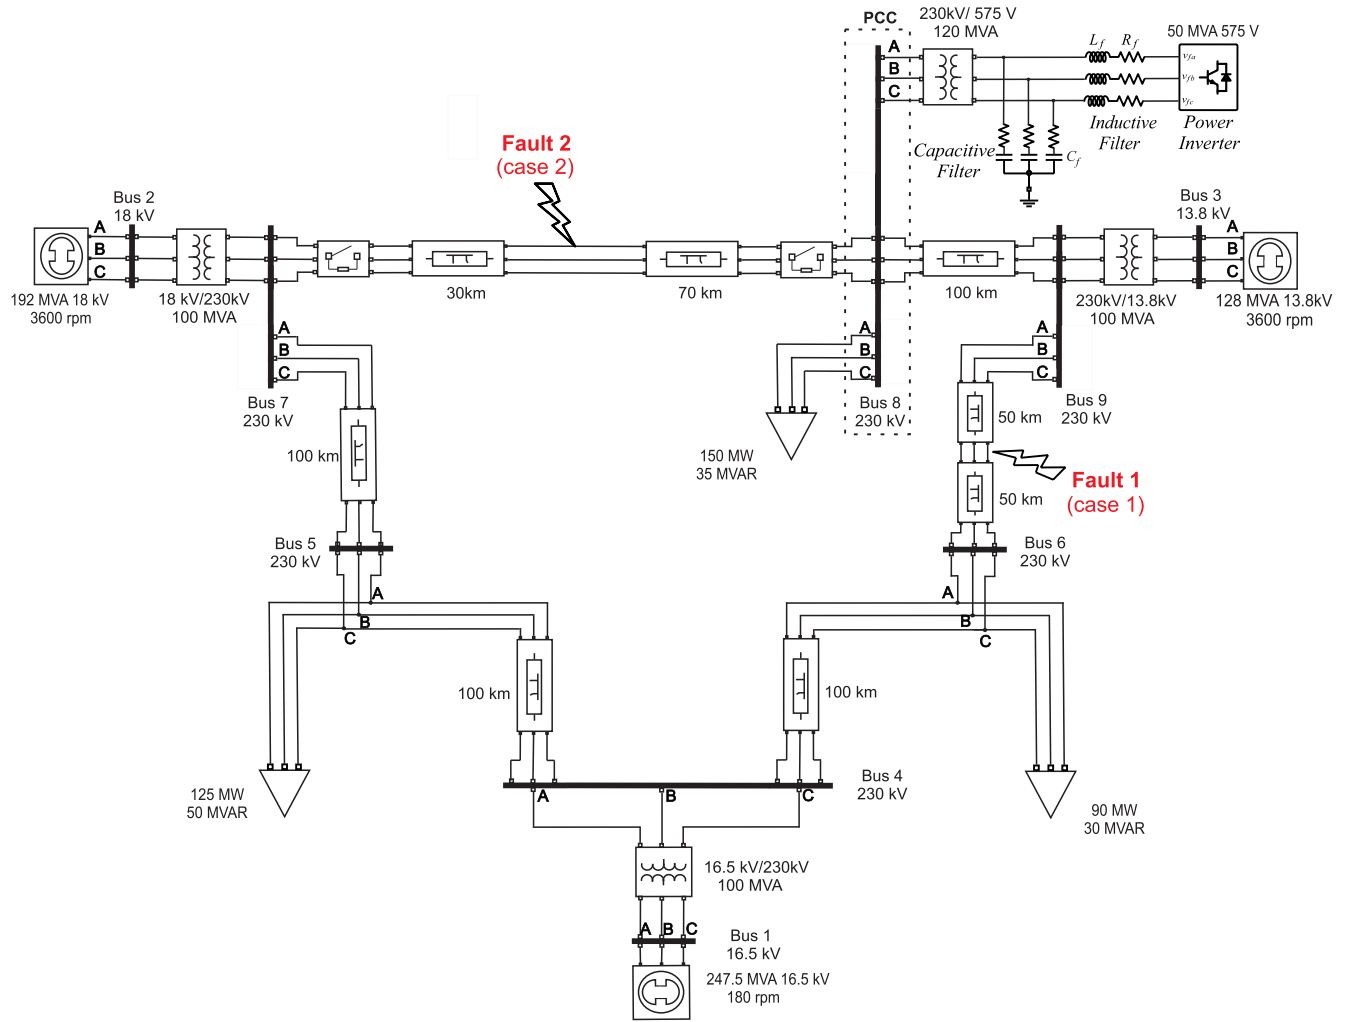 PCC
230kV/ 575 V
120 MVA
A
B
C
L_f
R_f
50 MVA 575 V
v_fa
v_fb
v_fc
Inductive
Filter
Power
Inverter
Capacitive
Filter
C_f
Fault 2
(case 2)
Bus 2
18 kV
A
B
C
192 MVA 18 kV
3600 rpm
18 kV/230kV
100 MVA
30km
70 km
100 km
Bus 3
13.8 kV
A
B
C
230kV/13.8kV
100 MVA
128 MVA 13.8kV
3600 rpm
A
B
C
Bus 7
230 kV
A
B
C
Bus 8
230 kV
150 MW
35 MVAR
A
B
C
Bus 9
230 kV
50 km
100 km
Fault 1
(case 1)
50 km
Bus 5
230 kV
Bus 6
230 kV
A
B
C
A
B
C
100 km
100 km
125 MW
50 MVAR
Bus 4
230 kV
A
B
C
90 MW
30 MVAR
16.5 kV/230kV
100 MVA
A
B
C
Bus 1
16.5 kV
247.5 MVA 16.5 kV
180 rpm